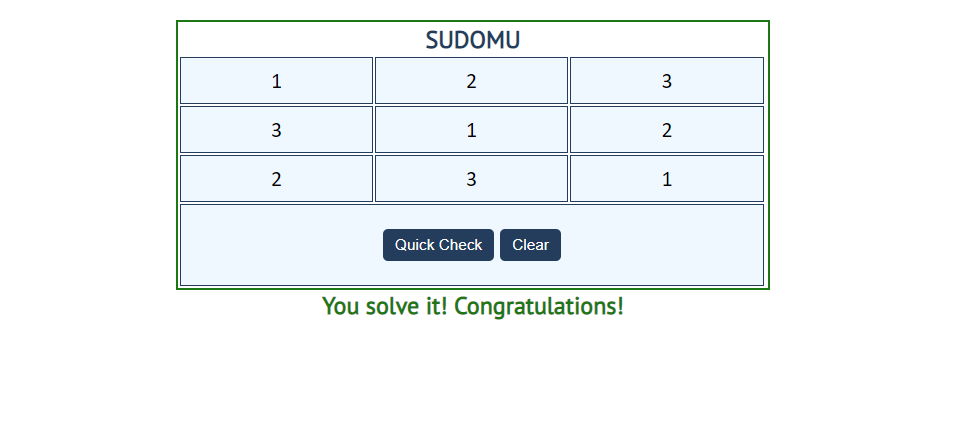 SUDOMU
1 2 3
3 1 2
2 3 1
Quick Check Clear
You solve it! Congratulations!